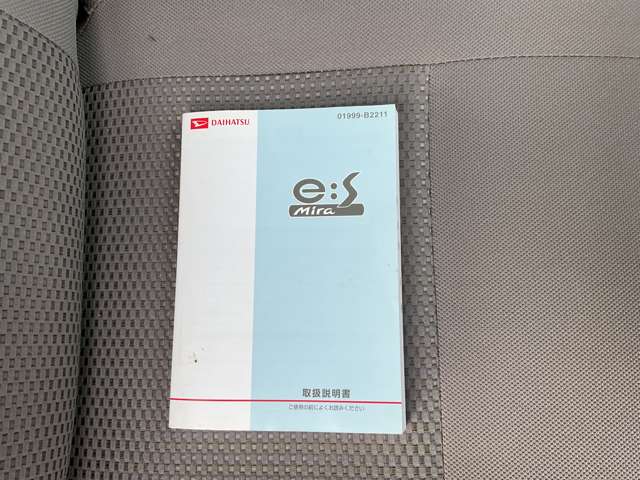 DAIHATSU
01999-B2211
e:S
Mira
取扱説明書
ご使用の前によくお読みください